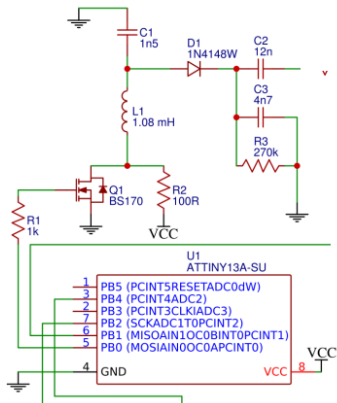 C1
1n5
D1
1N4148W
C2
12n
v
C3
4n7
L1
1.08 mH
R3
270k
Q1
BS170
R2
100R
R1
1k
VCC
U1
ATTINY13A-SU
1 PB5 (PCINT5RESETADC0dW)
3 PB4 (PCINT4ADC2)
2 PB3 (PCINT3CLKIADC3)
7 PB2 (SCKADC1T0PCINT2)
6 PB1 (MISOAIN1OC0BINT0PCINT1)
5 PB0 (MOSIAIN0OC0APCINT0)
VCC
4 GND
VCC 8